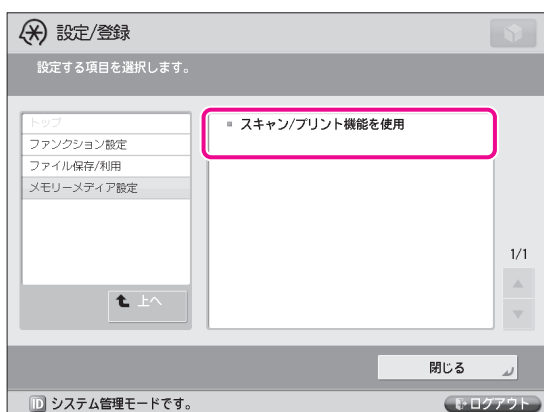 設定/登録
設定する項目を選択します。
トップ
ファンクション設定
ファイル保存/利用
メモリーメディア設定
上へ
スキャン/プリント機能を使用
1/1
閉じる
ID システム管理モードです。
ログアウト